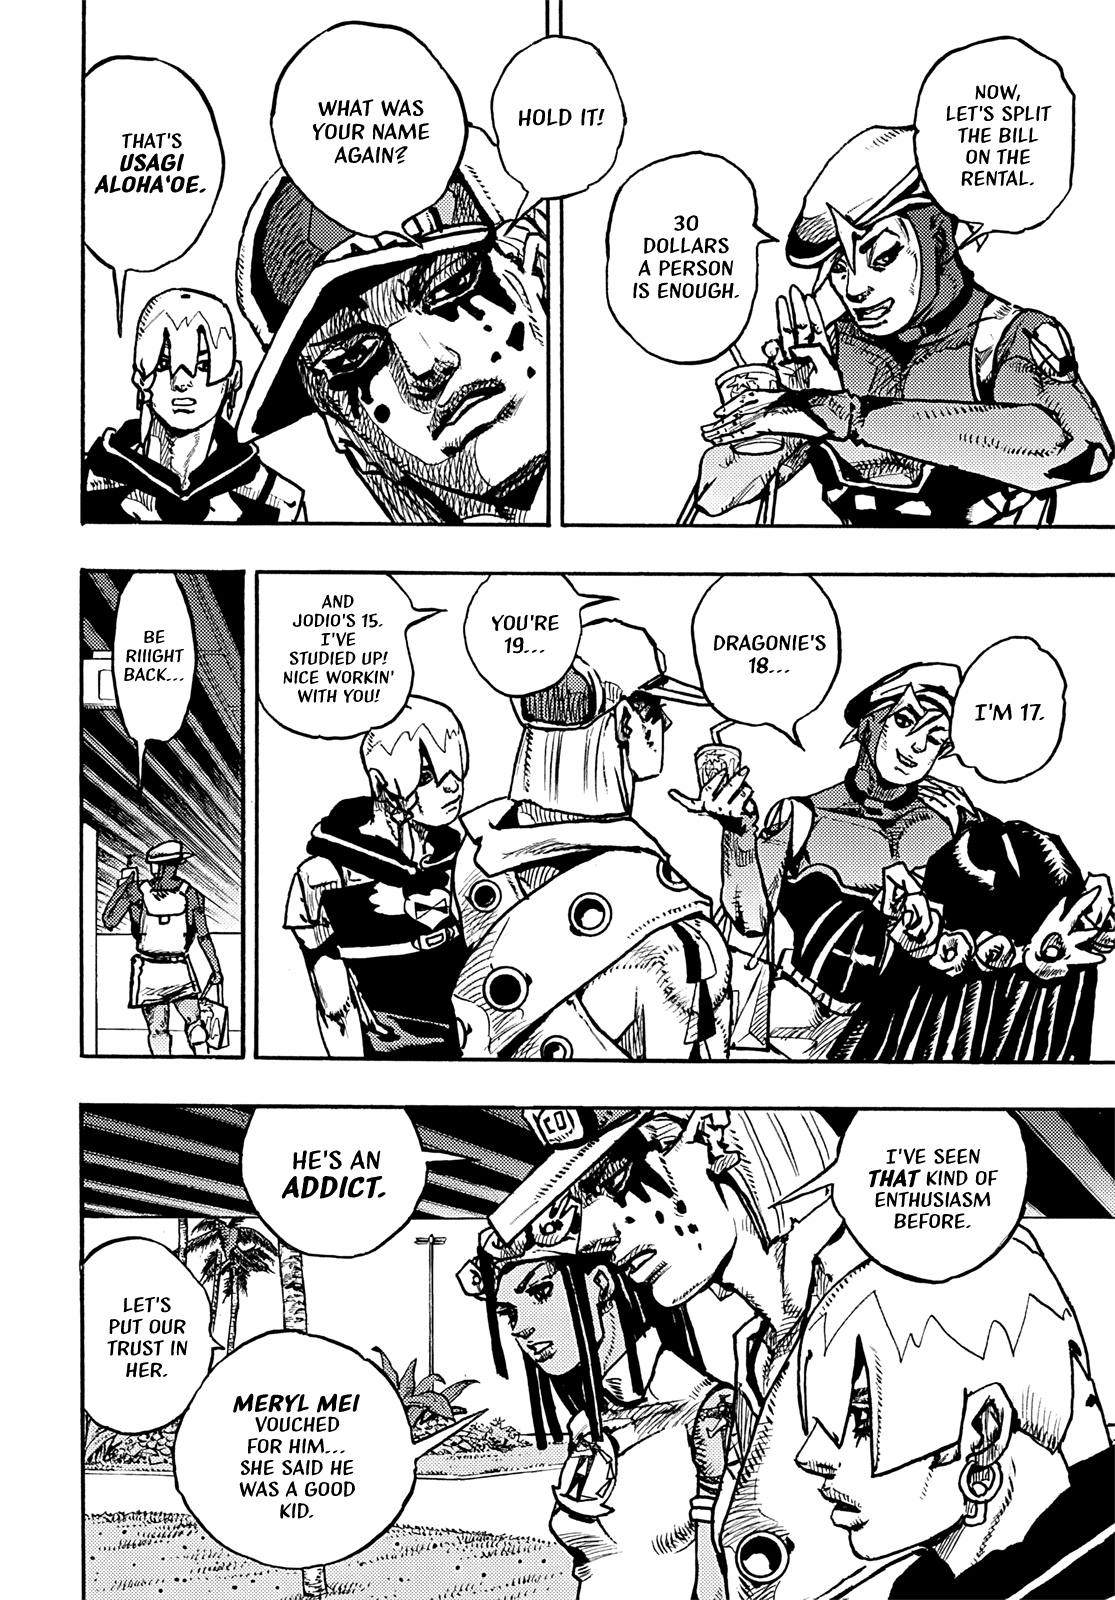 NOW,
LET'S SPLIT
THE BILL
ON THE
RENTAL.
30
DOLLARS
A PERSON
IS ENOUGH.
HOLD IT!
WHAT WAS
YOUR NAME
AGAIN?
THAT'S
USAGI
ALOHA'OE.
I'M 17.
DRAGONIE'S
18...
YOU'RE
19...
AND
JODIO'S 15.
I'VE
STUDIED UP!
NICE WORKIN'
WITH YOU!
BE
RIIIGHT
BACK...
I'VE SEEN
THAT KIND OF
ENTHUSIASM
BEFORE.
HE'S AN
ADDICT.
MERYL MEI
VOUCHED
FOR HIM...
SHE SAID HE
WAS A GOOD
KID.
LET'S
PUT OUR
TRUST IN
HER.